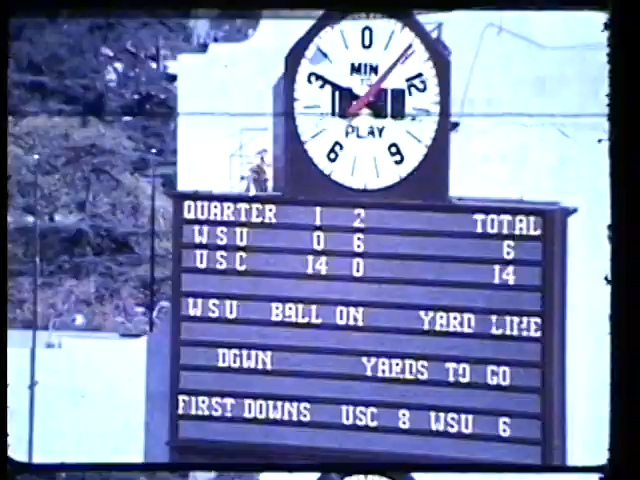 0
3 12
MIN
TO
PLAY
6 9
QUARTER 1 2 TOTAL
WSU 0 6 6
USC 14 0 14
WSU BALL ON YARD LINE
DOWN YARDS TO GO
FIRST DOWNS USC 8 WSU 6